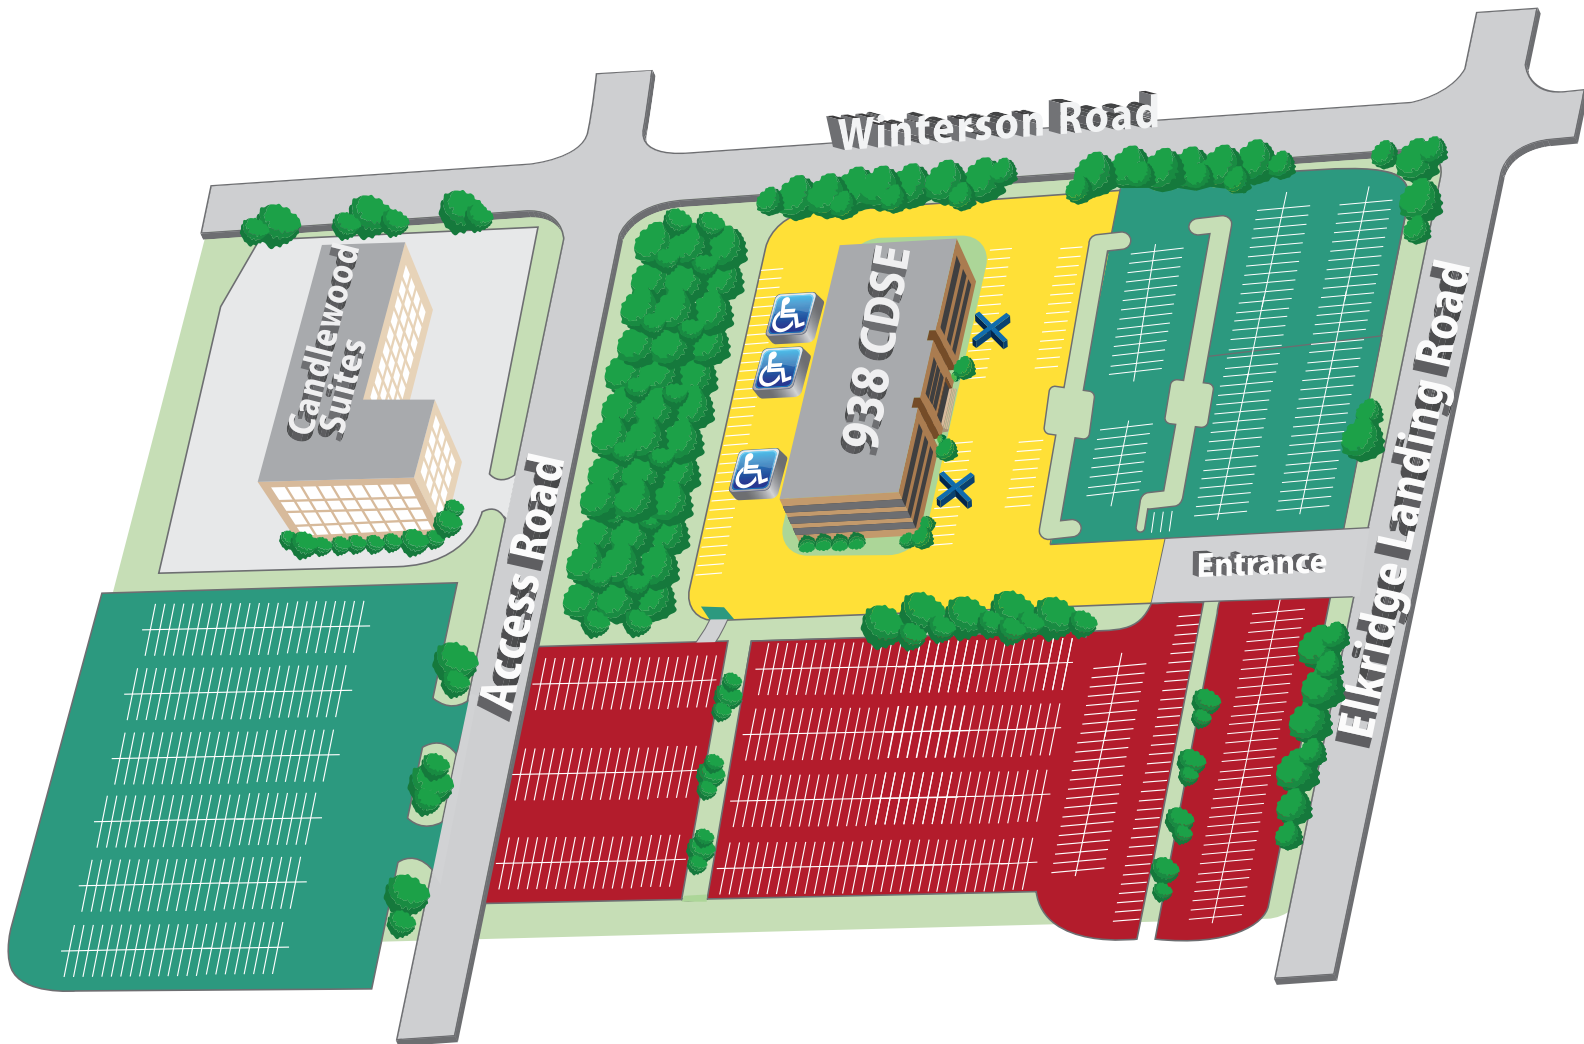 Winterson Road
Candlewood
Suites
938 CDSE
Access Road
Entrance
Elkridge Landing Road